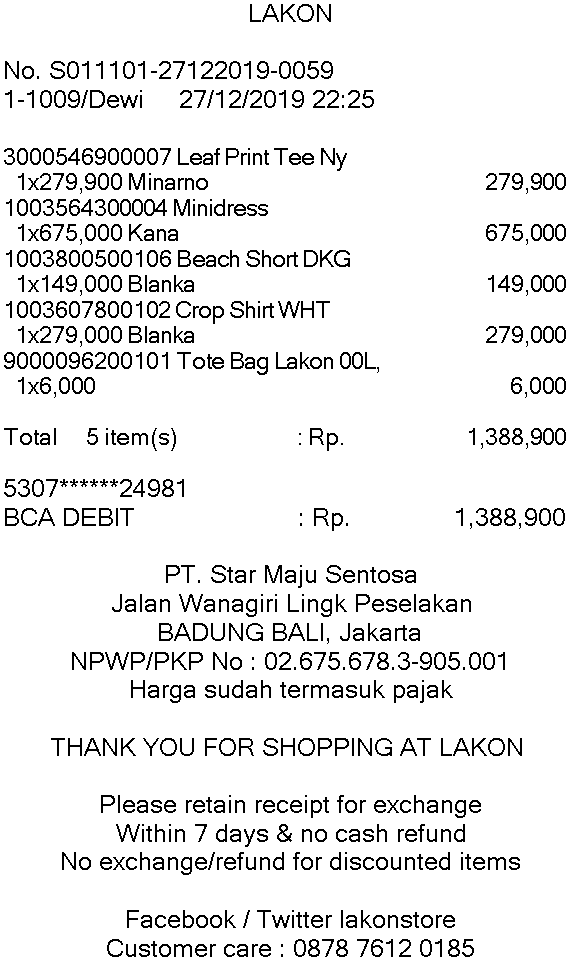 LAKON
No. S011101-27122019-0059
1-1009/Dewi 27/12/2019 22:25
3000546900007 Leaf Print Tee Ny
1x279,900 Minarno 279,900
1003564300004 Minidress
1x675,000 Kana 675,000
1003800500106 Beach Short DKG
1x149,000 Blanka 149,000
1003607800102 Crop Shirt WHT
1x279,000 Blanka 279,000
9000096200101 Tote Bag Lakon 00L,
1x6,000 6,000
Total 5 item(s) : Rp. 1,388,900
5307******24981
BCA DEBIT : Rp. 1,388,900
PT. Star Maju Sentosa
Jalan Wanagiri Lingk Peselakan
BADUNG BALI, Jakarta
NPWP/PKP No : 02.675.678.3-905.001
Harga sudah termasuk pajak
THANK YOU FOR SHOPPING AT LAKON
Please retain receipt for exchange
Within 7 days & no cash refund
No exchange/refund for discounted items
Facebook / Twitter lakonstore
Customer care : 0878 7612 0185